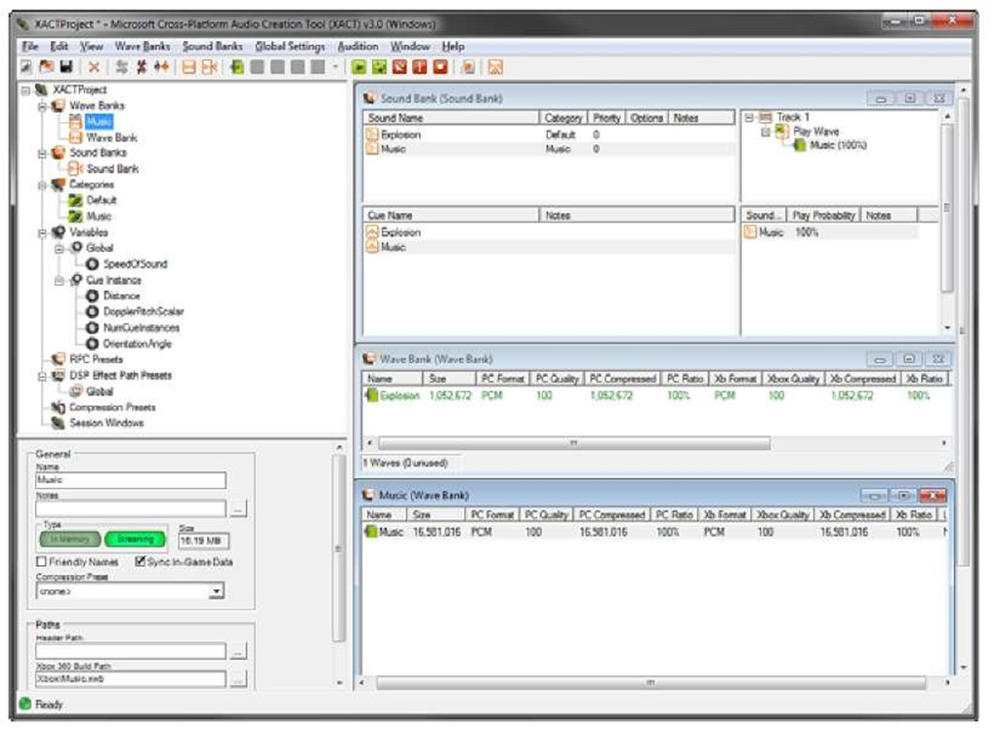 XACTProject * - Microsoft Cross-Platform Audio Creation Tool (XACT) v3.0 (Windows)
File Edit View Wave Banks Sound Banks Global Settings Audition Window Help
XACTProject
Wave Banks
Music
Wave Bank
Sound Banks
Sound Bank
Categories
Default
Music
Variables
Global
SpeedOfSound
Cue Instance
Distance
DopplerPitchScalar
NumCueInstances
OrientationAngle
RPC Presets
DSP Effect Path Presets
Global
Compression Presets
Session Windows
General
Name
Music
Notes
...
Type
In Memory Streaming
Size
16.19 MB
Friendly Names Sync In-Game Data
Compression Preset
<none>
Paths
Header Path
...
Xbox 360 Build Path
Xbox\Music.xwb
...
Sound Bank (Sound Bank)
Sound Name Category Priority Options Notes
Explosion Default 0
Music Music 0
Track 1
Play Wave
Music (100%)
Cue Name Notes
Explosion
Music
Sound... Play Probability Notes
Music 100%
Wave Bank (Wave Bank)
Name Size PC Format PC Quality PC Compressed PC Ratio Xb Format Xbox Quality Xb Compressed Xb Ratio
Explosion 1,052,672 PCM 100 1,052,672 100% PCM 100 1,052,672 100%
1 Waves (0 unused)
Music (Wave Bank)
Name Size PC Format PC Quality PC Compressed PC Ratio Xb Format Xbox Quality Xb Compressed Xb Ratio
Music 16,981,016 PCM 100 16,981,016 100% PCM 100 16,981,016 100%
Ready